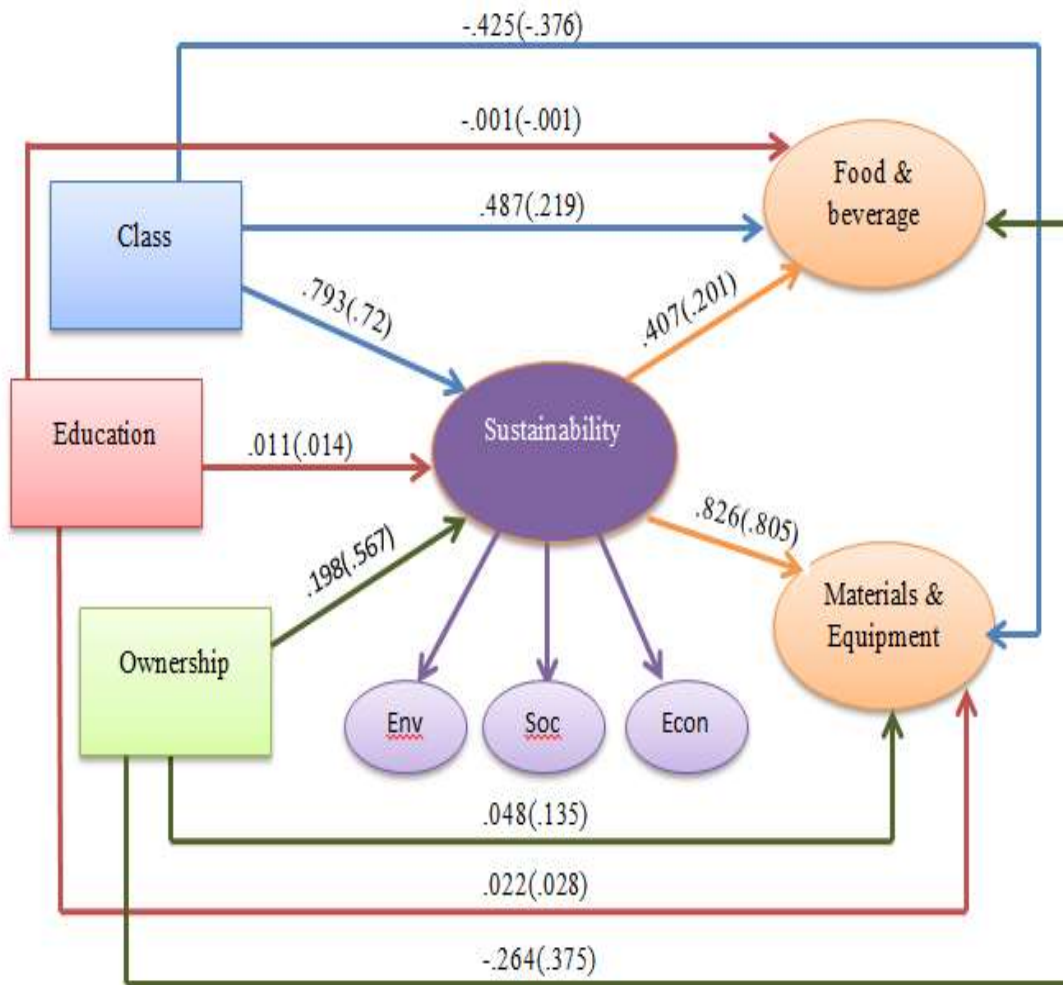 -.425(-.376)
-.001(-.001)
Food &
beverage
.487(.219)
Class
.793(.72)
.407(.201)
Sustainability
Education
.011(.014)
.826(.805)
.198(.567)
Materials &
Equipment
Ownership
Env
Soc
Econ
.048(.135)
.022(.028)
-.264(.375)